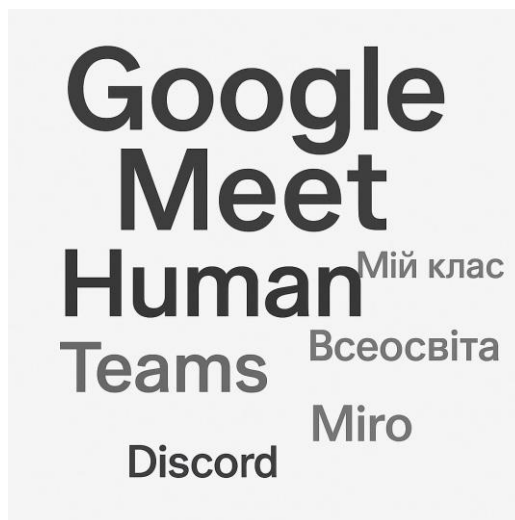 Google
Meet
Human
Мій клас
Всеосвіта
Teams
Miro
Discord